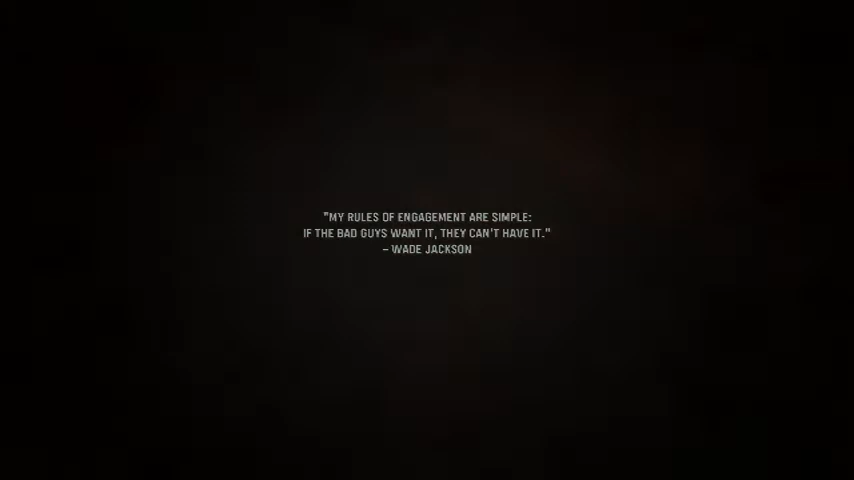 "MY RULES OF ENGAGEMENT ARE SIMPLE:
IF THE BAD GUYS WANT IT, THEY CAN'T HAVE IT."
– WADE JACKSON